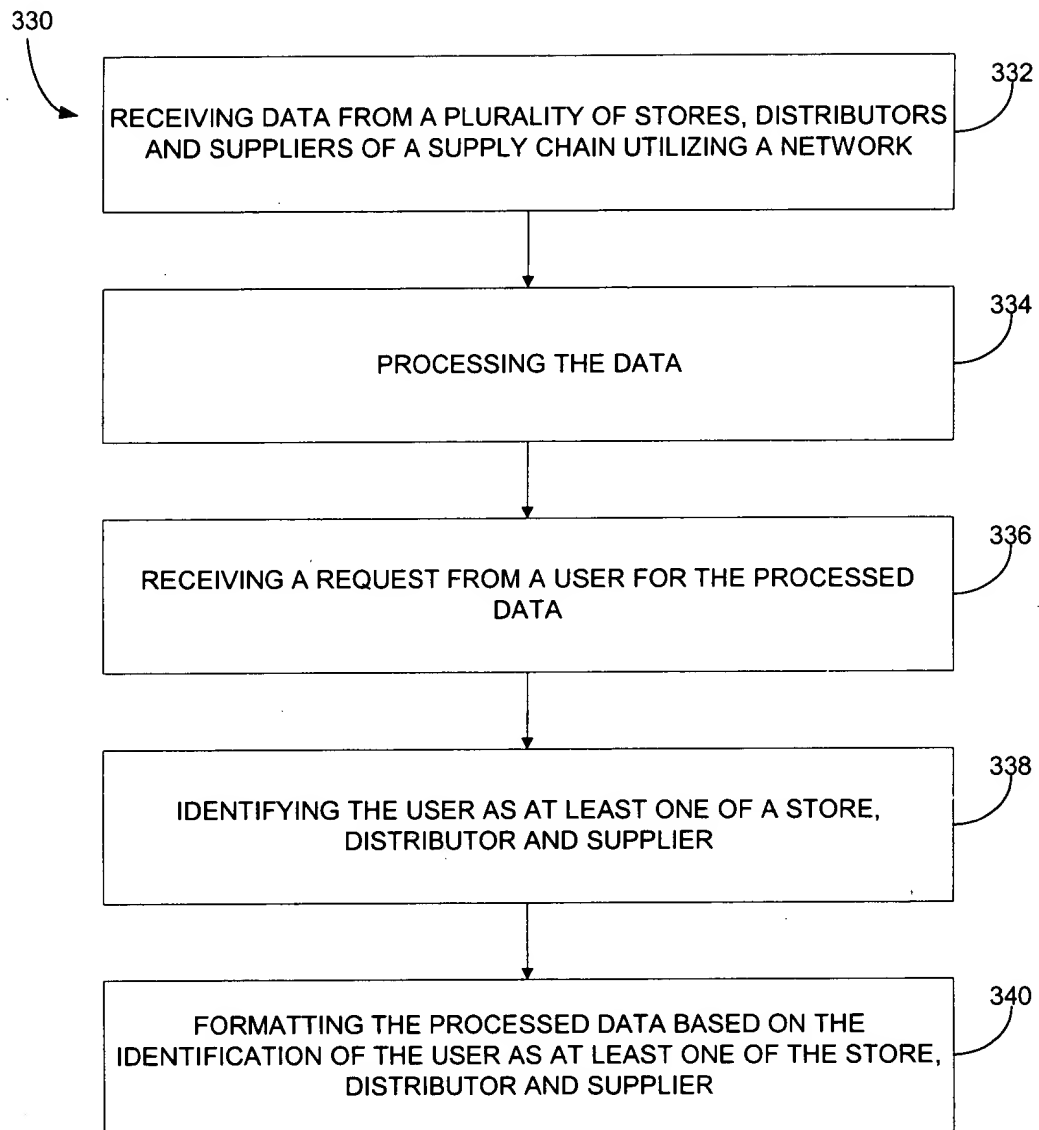 330
332
RECEIVING DATA FROM A PLURALITY OF STORES, DISTRIBUTORS
AND SUPPLIERS OF A SUPPLY CHAIN UTILIZING A NETWORK
334
PROCESSING THE DATA
336
RECEIVING A REQUEST FROM A USER FOR THE PROCESSED
DATA
338
IDENTIFYING THE USER AS AT LEAST ONE OF A STORE,
DISTRIBUTOR AND SUPPLIER
340
FORMATTING THE PROCESSED DATA BASED ON THE
IDENTIFICATION OF THE USER AS AT LEAST ONE OF THE STORE,
DISTRIBUTOR AND SUPPLIER